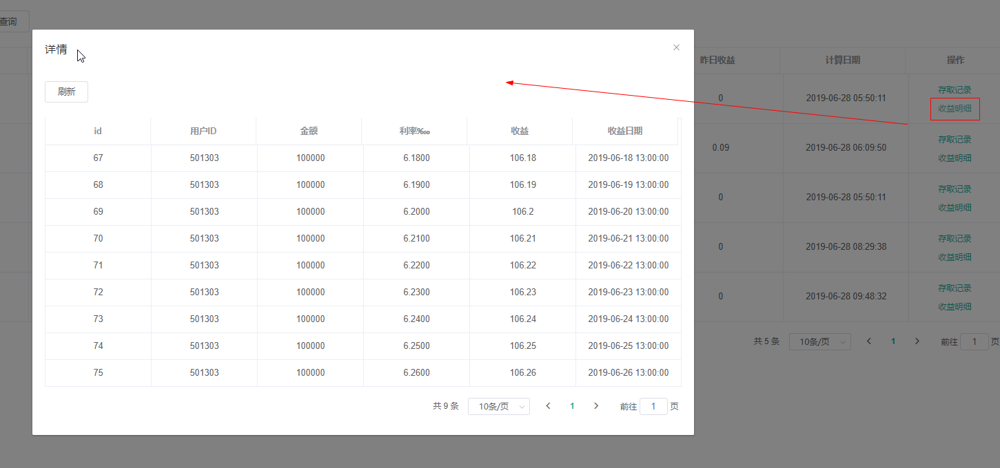 查询
详情
刷新
id 用户ID 金额 利率‱ 收益 收益日期
67 501303 100000 6.1800 106.18 2019-06-18 13:00:00
68 501303 100000 6.1900 106.19 2019-06-19 13:00:00
69 501303 100000 6.2000 106.2 2019-06-20 13:00:00
70 501303 100000 6.2100 106.21 2019-06-21 13:00:00
71 501303 100000 6.2200 106.22 2019-06-22 13:00:00
72 501303 100000 6.2300 106.23 2019-06-23 13:00:00
73 501303 100000 6.2400 106.24 2019-06-24 13:00:00
74 501303 100000 6.2500 106.25 2019-06-25 13:00:00
75 501303 100000 6.2600 106.26 2019-06-26 13:00:00
共 9 条 10条/页 1 前往 1 页
昨日收益 计算日期 操作
0 2019-06-28 05:50:11 存取记录
收益明细
0.09 2019-06-28 06:09:50 存取记录
收益明细
0 2019-06-28 05:50:11 存取记录
收益明细
0 2019-06-28 08:29:38 存取记录
收益明细
0 2019-06-28 09:48:32 存取记录
收益明细
共 5 条 10条/页 1 前往 1 页